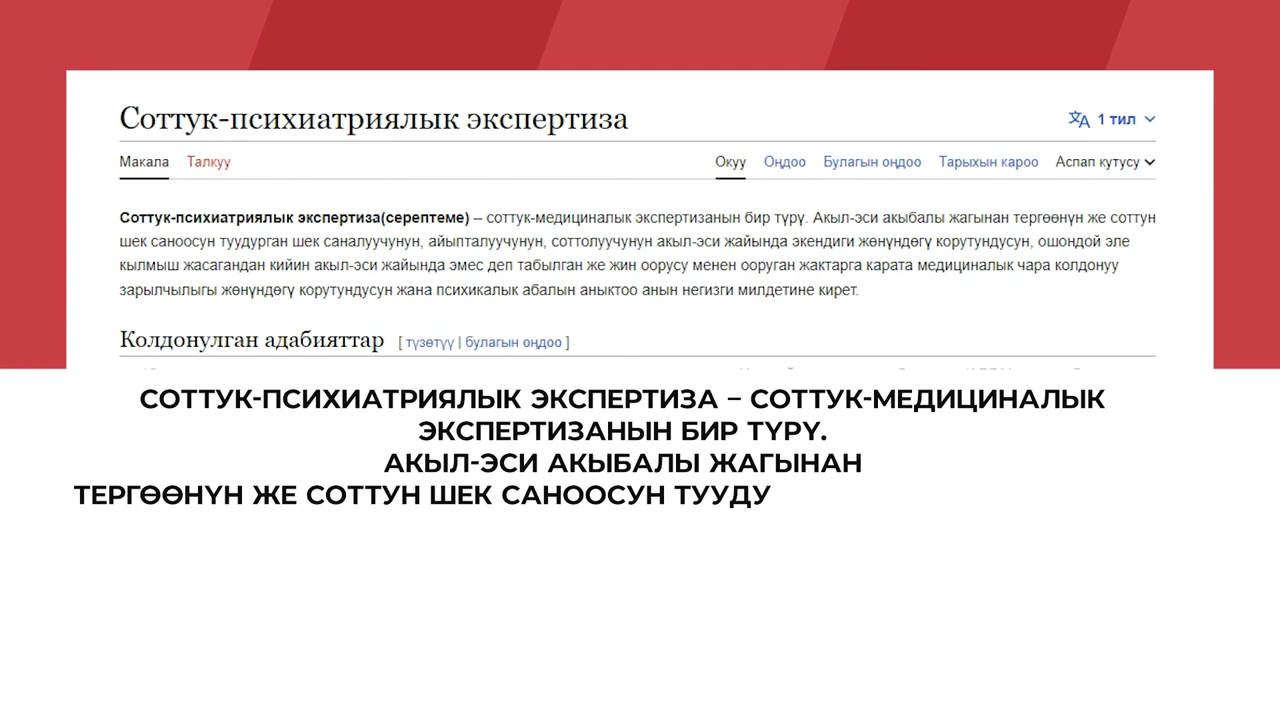 Соттук-психиатриялык экспертиза
1 тил
Макала Талкуу Окуу Оңдоо Булагын оңдоо Тарыхын кароо Аспап кутусу
Соттук-психиатриялык экспертиза(серептеме) – соттук-медициналык экспертизанын бир түрү. Акыл-эси акыбалы жагынан тергөөнүн же соттун
шек саноосун туудурган шек саналуучунун, айыпталуучунун, соттолуучунун акыл-эси жайында экендиги жөнүндөгү корутундусун, ошондой эле
кылмыш жасагандан кийин акыл-эси жайында эмес деп табылган же жин оорусу менен ооруган жактарга карата медициналык чара колдонуу
зарылчылыгы жөнүндөгү корутундусун жана психикалык абалын аныктоо анын негизги милдетине кирет.
Колдонулган адабияттар [ түзөтүү | булагын оңдоо ]
СОТТУК-ПСИХИАТРИЯЛЫК ЭКСПЕРТИЗА – СОТТУК-МЕДИЦИНАЛЫК
ЭКСПЕРТИЗАНЫН БИР ТҮРҮ.
АКЫЛ-ЭСИ АКЫБАЛЫ ЖАГЫНАН
ТЕРГӨӨНҮН ЖЕ СОТТУН ШЕК САНООСУН ТУУДУ